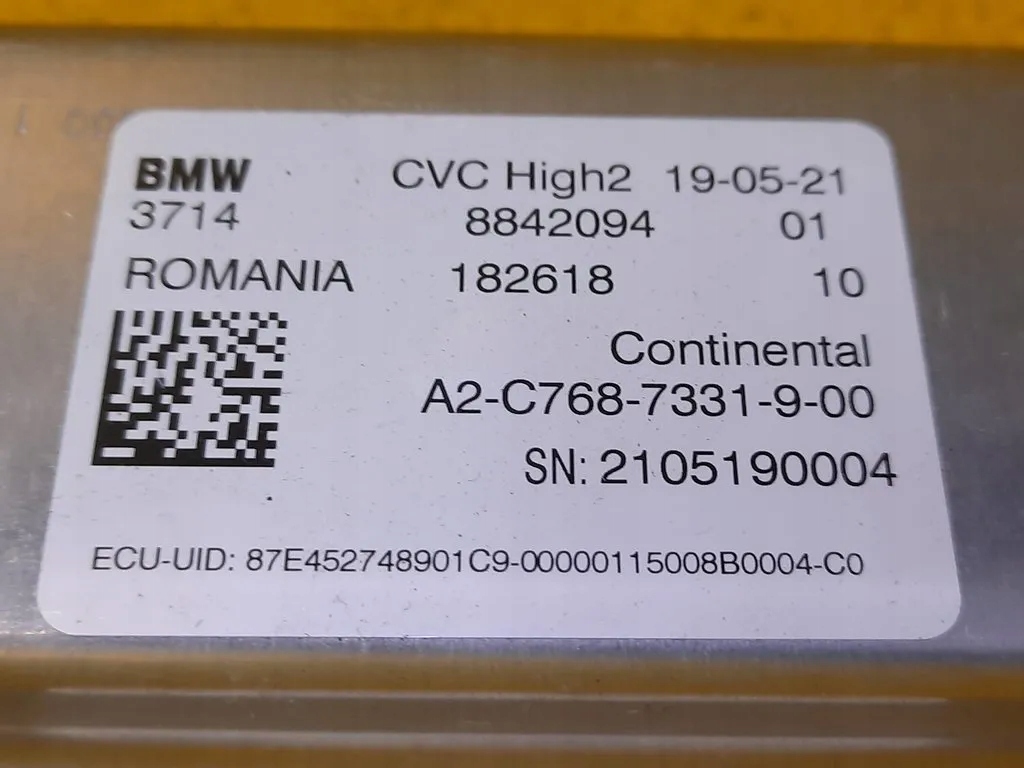 BMW CVC High2 19-05-21
3714 8842094 01
ROMANIA 182618 10
Continental
A2-C768-7331-9-00
SN: 2105190004
ECU-UID: 87E452748901C9-00000115008B0004-C0